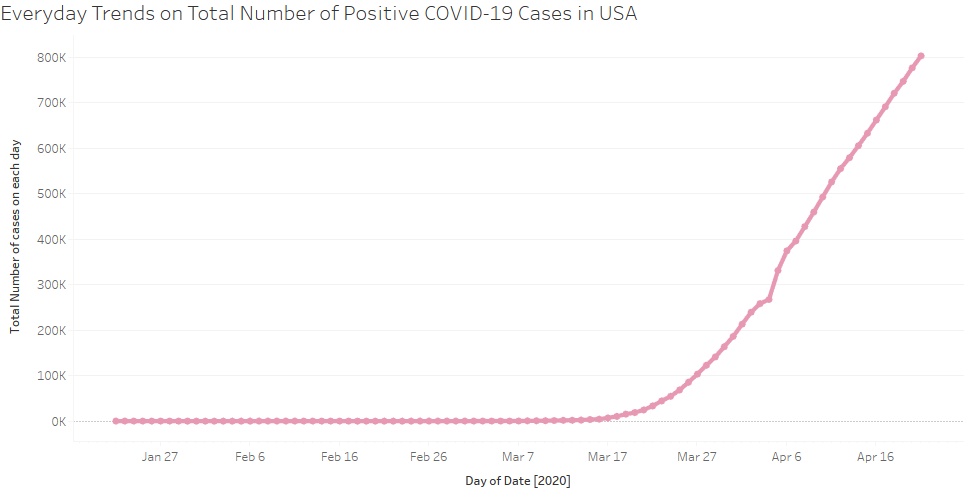 Everyday Trends on Total Number of Positive COVID-19 Cases in USA
800K
700K
600K
500K
400K
300K
200K
100K
0K
Total Number of cases on each day
Jan 27 Feb 6 Feb 16 Feb 26 Mar 7 Mar 17 Mar 27 Apr 6 Apr 16
Day of Date [2020]